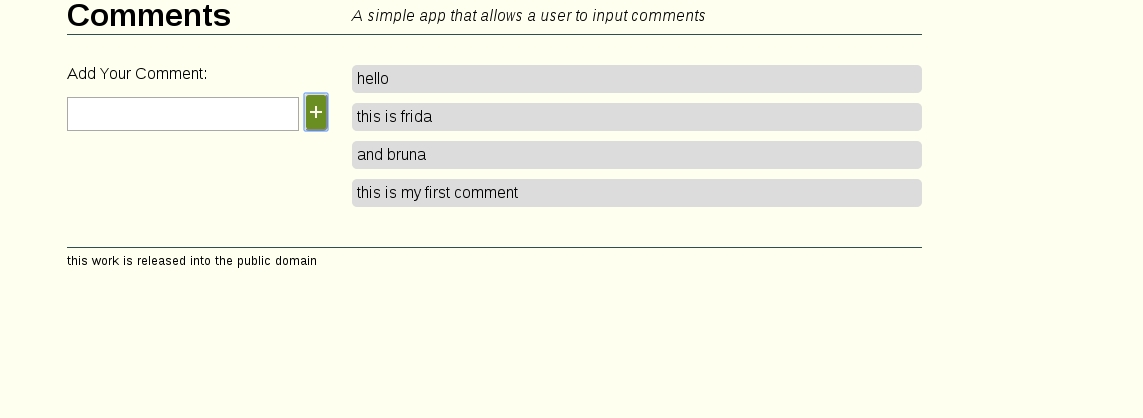 Comments
A simple app that allows a user to input comments
Add Your Comment:
+
hello
this is frida
and bruna
this is my first comment
this work is released into the public domain